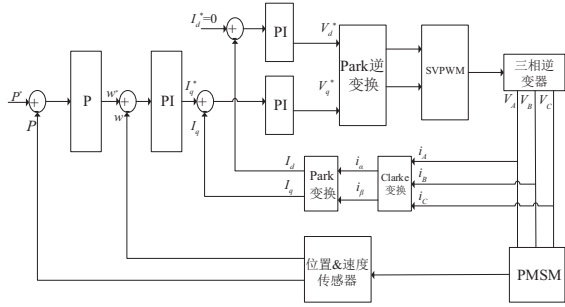 I_d^*=0
PI
V_d^*
Park逆
变换
SVPWM
三相逆
变器
V_A V_B V_C
P*
P
P
w*
w
PI
I_q^*
I_q
PI
V_q^*
I_d
I_q
Park
变换
i_α
i_β
Clarke
变换
i_A
i_B
i_C
位置&速度
传感器
PMSM